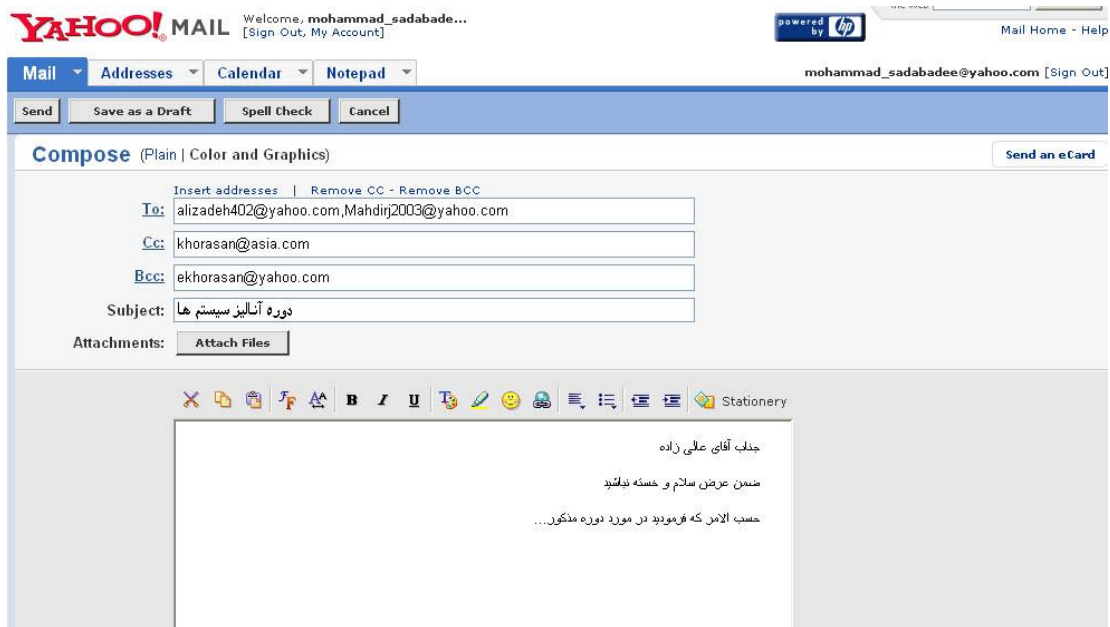 YAHOO! MAIL Welcome, mohammad_sadabade...
[Sign Out, My Account]
powered by hp
Mail Home - Help
Mail Addresses Calendar Notepad
mohammad_sadabadee@yahoo.com [Sign Out]
Send Save as a Draft Spell Check Cancel
Compose (Plain | Color and Graphics)
Send an eCard
Insert addresses | Remove CC - Remove BCC
To: alizadeh402@yahoo.com,Mahdirj2003@yahoo.com
Cc: khorasan@asia.com
Bcc: ekhorasan@yahoo.com
Subject: دوره آنالیز سیستم ها
Attachments: Attach Files
B I U Stationery
جناب آقای عالی زاده
ضمن عرض سلام و خسته نباشید
حسب الامر که فرمودید در مورد دوره مذکور...